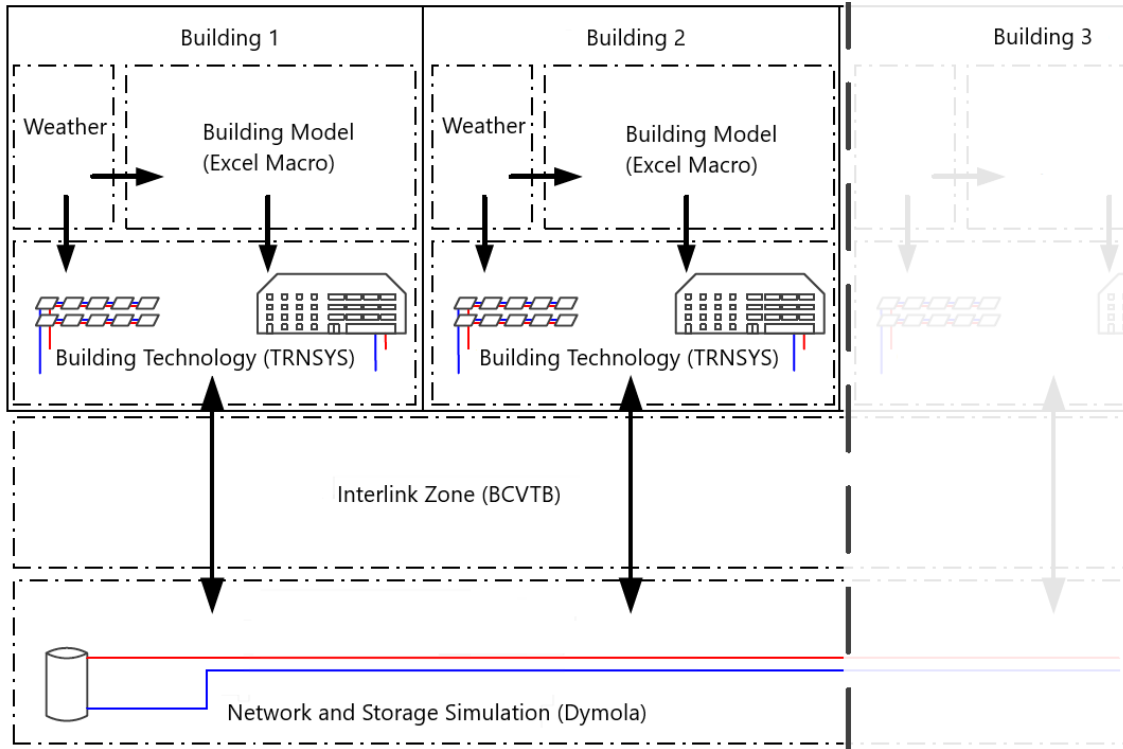 Building 1
Building 2
Building 3
Weather
Building Model
(Excel Macro)
Weather
Building Model
(Excel Macro)
Building Technology (TRNSYS)
Building Technology (TRNSYS)
Interlink Zone (BCVTB)
Network and Storage Simulation (Dymola)